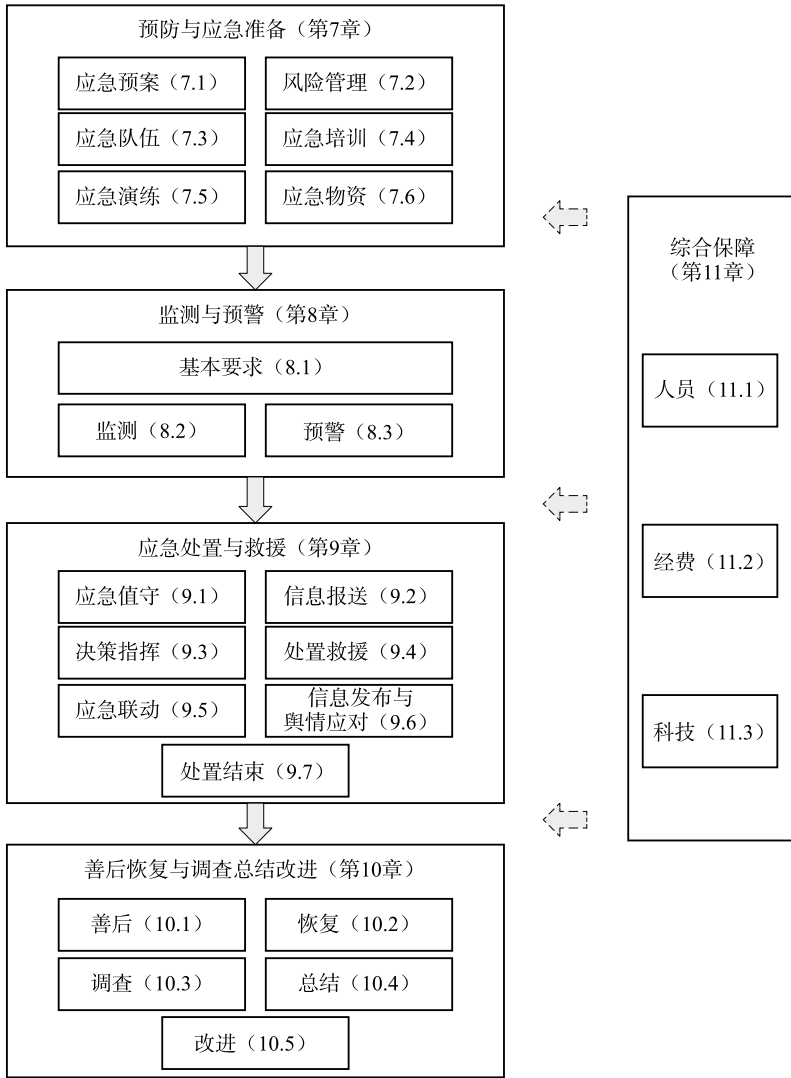 预防与应急准备（第7章）
应急预案（7.1）
风险管理（7.2）
应急队伍（7.3）
应急培训（7.4）
应急演练（7.5）
应急物资（7.6）
监测与预警（第8章）
基本要求（8.1）
监测（8.2）
预警（8.3）
应急处置与救援（第9章）
应急值守（9.1）
信息报送（9.2）
决策指挥（9.3）
处置救援（9.4）
应急联动（9.5）
信息发布与
舆情应对（9.6）
处置结束（9.7）
善后恢复与调查总结改进（第10章）
善后（10.1）
恢复（10.2）
调查（10.3）
总结（10.4）
改进（10.5）
综合保障
（第11章）
人员（11.1）
经费（11.2）
科技（11.3）